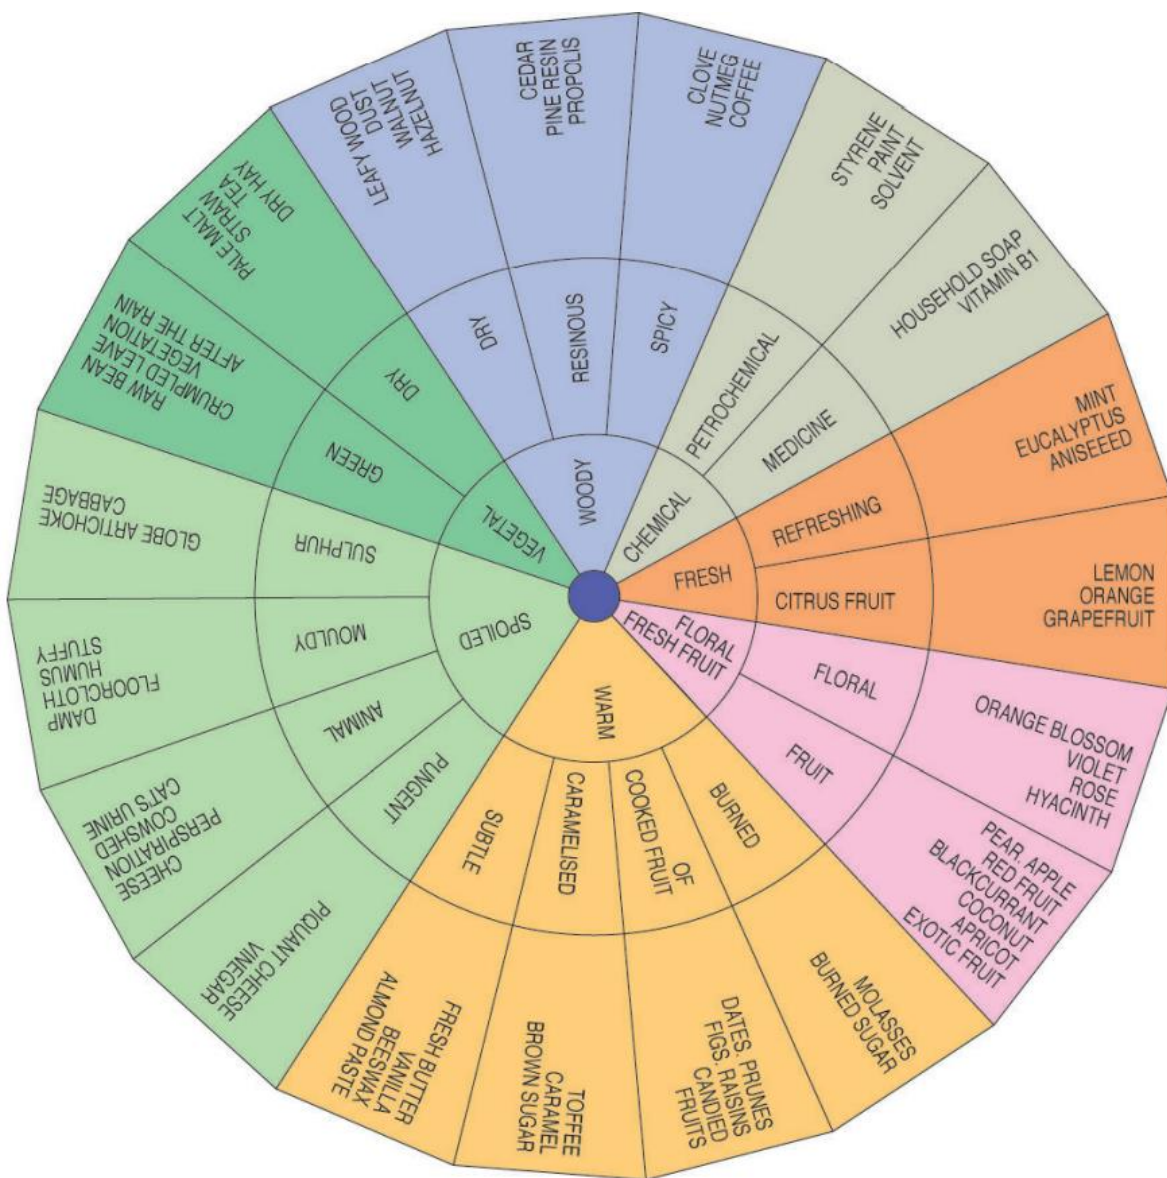 WOODY
DRY
LEAFY WOOD
DUST
WALNUT
HAZELNUT
RESINOUS
CEDAR
PINE RESIN
PROPOLIS
SPICY
CLOVE
NUTMEG
COFFEE
CHEMICAL
PETROCHEMICAL
STYRENE
PAINT
SOLVENT
MEDICINE
HOUSEHOLD SOAP
VITAMIN B1
FRESH
REFRESHING
MINT
EUCALYPTUS
ANISEEED
CITRUS FRUIT
LEMON
ORANGE
GRAPEFRUIT
FLORAL
FRESH FRUIT
FLORAL
ORANGE BLOSSOM
VIOLET
ROSE
HYACINTH
FRUIT
PEAR. APPLE
RED FRUIT
BLACKCURRANT
COCONUT
APRICOT
EXOTIC FRUIT
WARM
BURNED
MOLASSES
BURNED SUGAR
OF
COOKED FRUIT
DATES. PRUNES
FIGS. RAISINS
CANDIED
FRUITS
CARAMELISED
TOFFEE
CARAMEL
BROWN SUGAR
SUBTLE
FRESH BUTTER
VANILLA
BEESWAX
ALMOND PASTE
SPOILED
PUNGENT
PIQUANT CHEESE
VINEGAR
ANIMAL
CHEESE
PERSPIRATION
COWSHED
CAT'S URINE
MOULDY
DAMP
FLOORCLOTH
HUMUS
STUFFY
SULPHUR
GLOBE ARTICHOKE
CABBAGE
VEGETAL
GREEN
RAW BEAN
CRUMPLED LEAVE
VEGETATION
AFTER THE RAIN
DRY
PALE MALT
STRAW
TEA
DRY HAY